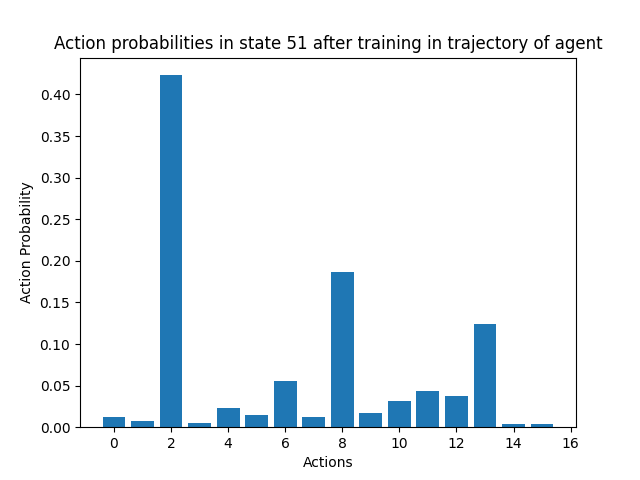 Action probabilities in state 51 after training in trajectory of agent
Action Probability
0.40
0.35
0.30
0.25
0.20
0.15
0.10
0.05
0.00
0 2 4 6 8 10 12 14 16
Actions